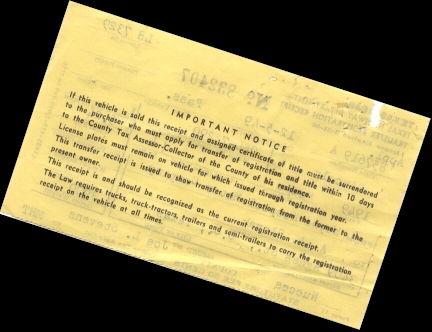 IMPORTANT NOTICE
If this vehicle is sold this receipt and assigned certificate of title must be surrendered
to the purchaser who must apply for transfer of registration and title within 10 days
to the County Tax Assessor-Collector of the County of his residence.
License plates must remain on vehicle for which issued through registration year.
This transfer receipt is issued to show transfer of registration from the former to the
present owner.
This receipt is and should be recognized as the current registration receipt.
The Law requires trucks, truck-tractors, trailers and semi-trailers to carry the registration
receipt on the vehicle at all times.